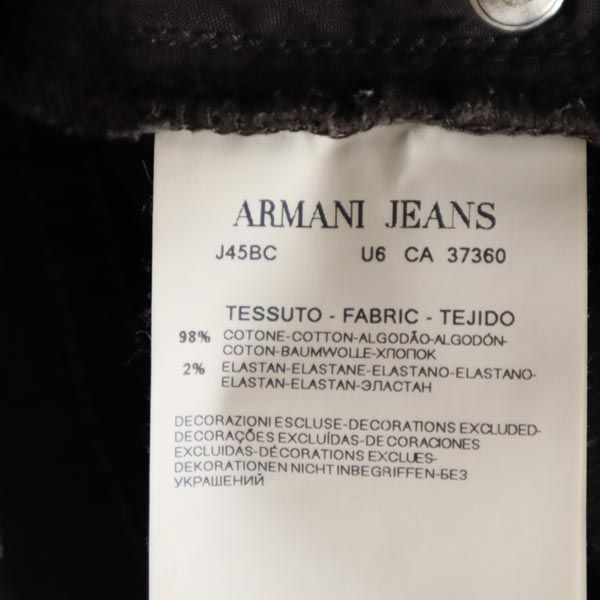 ARMANI JEANS
J45BC U6 CA 37360
TESSUTO - FABRIC - TEJIDO
98% COTONE-COTTON-ALGODÃO-ALGODÓN-
COTON-BAUMWOLLE-ХЛОПОК
2% ELASTAN-ELASTANE-ELASTANO-ELASTANO-
ELASTAN-ELASTAN-ЭЛАСТАН
DECORAZIONI ESCLUSE-DECORATIONS EXCLUDED-
DECORAÇÕES EXCLUÍDAS-DECORACIONES
EXCLUIDAS-DÉCORATIONS EXCLUES-
DEKORATIONEN NICHT INBEGRIFFEN-БЕЗ
УКРАШЕНИЙ